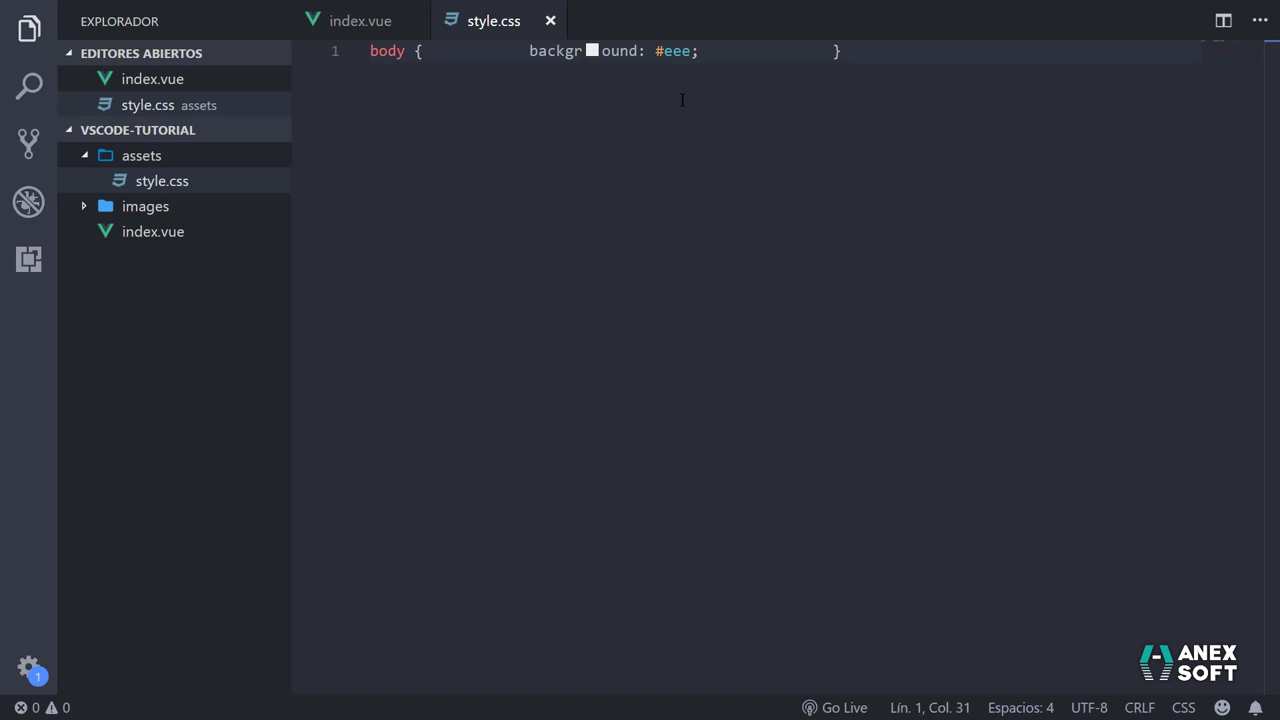 EXPLORADOR
index.vue
style.css
EDITORES ABIERTOS
index.vue
style.css assets
VSCODE-TUTORIAL
assets
style.css
images
index.vue
1 body { background: #eee; }
ANEX
SOFT
1
0 0
Go Live
Lín. 1, Col. 31
Espacios: 4
UTF-8
CRLF
CSS